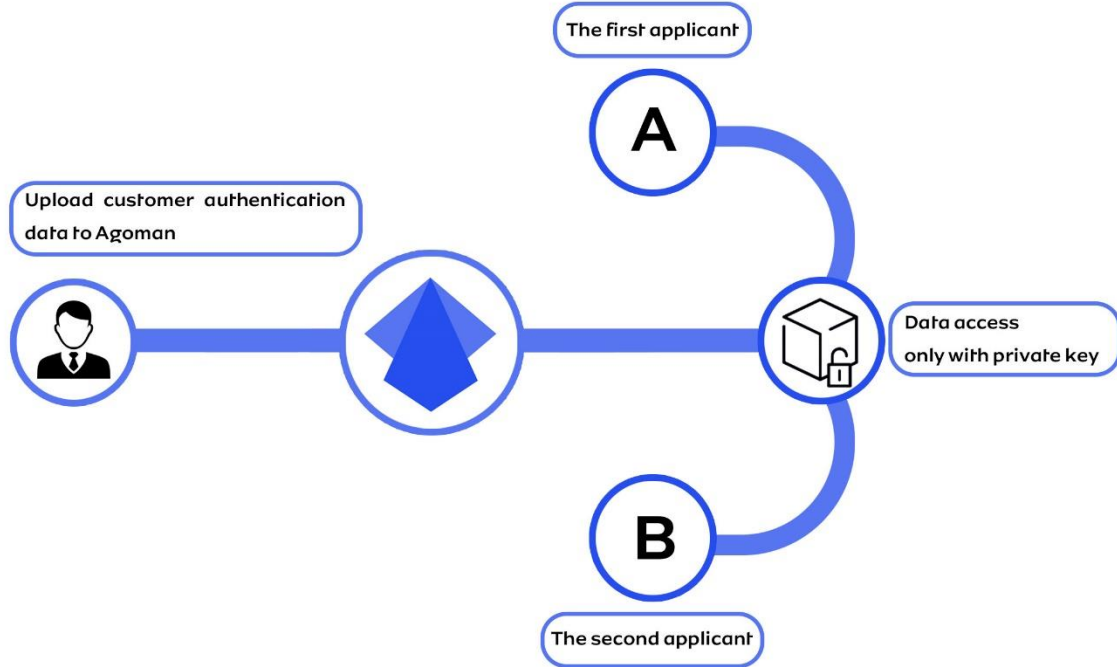 The first applicant
A
Upload customer authentication
data to Agoman
Data access
only with private key
B
The second applicant